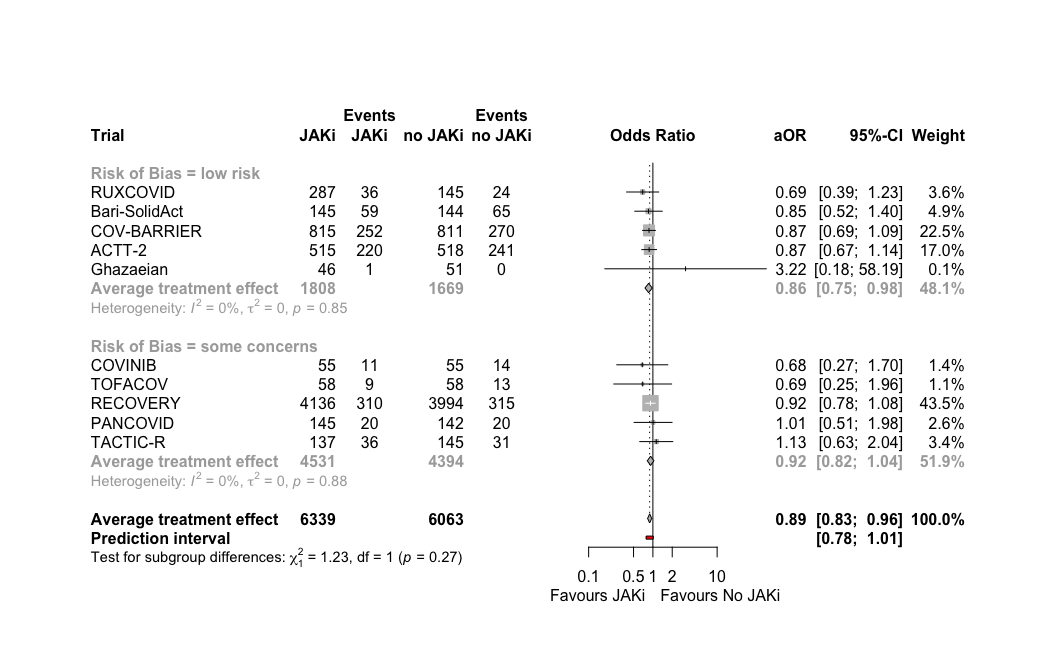 Events Events
Trial JAKi JAKi no JAKi no JAKi Odds Ratio aOR 95%-CI Weight
Risk of Bias = low risk
RUXCOVID 287 36 145 24 0.69 [0.39; 1.23] 3.6%
Bari-SolidAct 145 59 144 65 0.85 [0.52; 1.40] 4.9%
COV-BARRIER 815 252 811 270 0.87 [0.69; 1.09] 22.5%
ACTT-2 515 220 518 241 0.87 [0.67; 1.14] 17.0%
Ghazaeian 46 1 51 0 3.22 [0.18; 58.19] 0.1%
Average treatment effect 1808 1669 0.86 [0.75; 0.98] 48.1%
Heterogeneity: I² = 0%, τ² = 0, p = 0.85
Risk of Bias = some concerns
COVINIB 55 11 55 14 0.68 [0.27; 1.70] 1.4%
TOFACOV 58 9 58 13 0.69 [0.25; 1.96] 1.1%
RECOVERY 4136 310 3994 315 0.92 [0.78; 1.08] 43.5%
PANCOVID 145 20 142 20 1.01 [0.51; 1.98] 2.6%
TACTIC-R 137 36 145 31 1.13 [0.63; 2.04] 3.4%
Average treatment effect 4531 4394 0.92 [0.82; 1.04] 51.9%
Heterogeneity: I² = 0%, τ² = 0, p = 0.88
Average treatment effect 6339 6063 0.89 [0.83; 0.96] 100.0%
Prediction interval [0.78; 1.01]
Test for subgroup differences: χ²₁ = 1.23, df = 1 (p = 0.27)
0.1 0.5 1 2 10
Favours JAKi Favours No JAKi